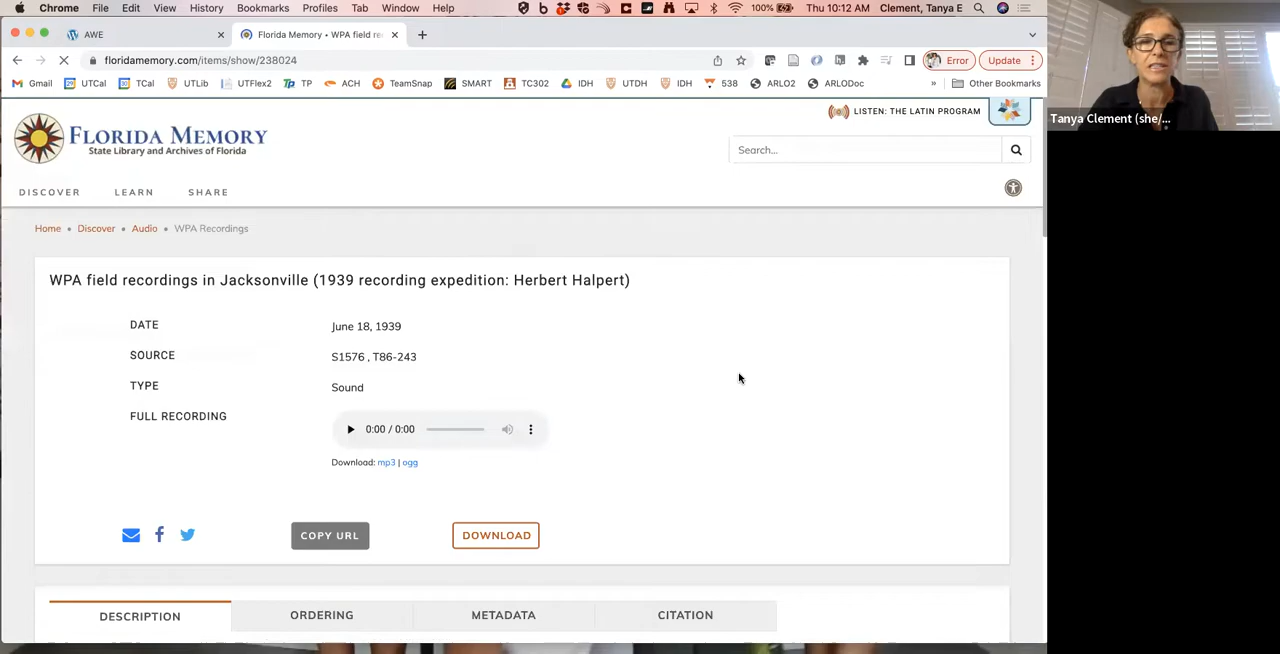 Chrome File Edit View History Bookmarks Profiles Tab Window Help 100% Thu 10:12 AM Clement, Tanya E
AWE Florida Memory • WPA field re
floridamemory.com/items/show/238024 Error Update
Gmail UTCal TCal UTLib UTFlex2 TP ACH TeamSnap SMART TC302 IDH UTDH IDH 538 ARLO2 ARLODoc » Other Bookmarks
LISTEN: THE LATIN PROGRAM
FLORIDA MEMORY
State Library and Archives of Florida
Search...
DISCOVER LEARN SHARE
Home • Discover • Audio • WPA Recordings
WPA field recordings in Jacksonville (1939 recording expedition: Herbert Halpert)
DATE June 18, 1939
SOURCE S1576 , T86-243
TYPE Sound
FULL RECORDING 0:00 / 0:00
Download: mp3 | ogg
COPY URL DOWNLOAD
DESCRIPTION ORDERING METADATA CITATION
Tanya Clement (she/...